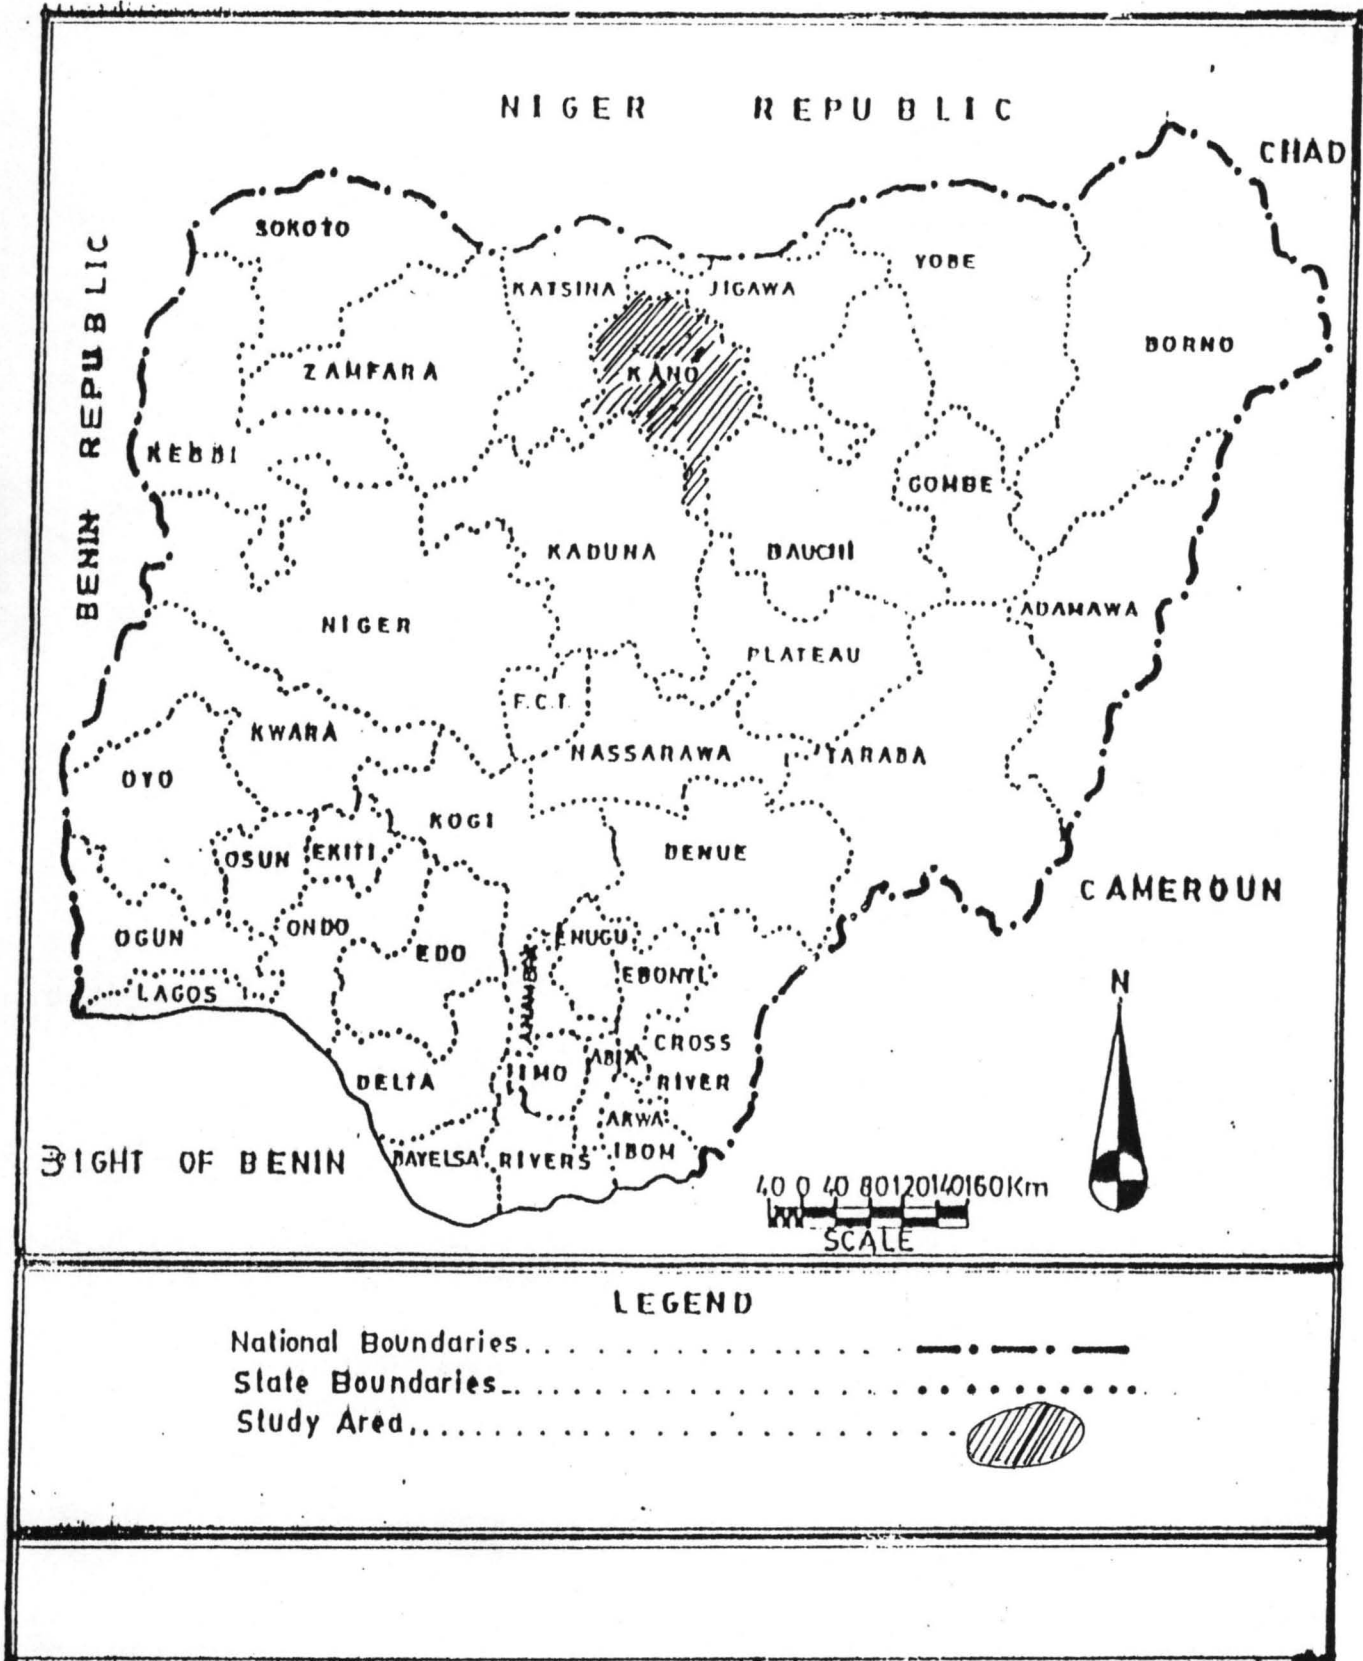 NIGER REPUBLIC
CHAD
SOKOTO
BENIN REPUBLIC
YOBE
KATSINA
JIGAWA
BORNO
ZAMFARA
KANO
KEBBI
GOMBE
KADUNA
BAUCHI
ADAMAWA
NIGER
PLATEAU
F.C.T.
KWARA
NASSARAWA
TARABA
OYO
KOGI
OSUN
EKITI
BENUE
CAMEROUN
ONDO
OGUN
ENUGU
EDO
EBONYI
ANAMBRA
LAGOS
N
CROSS
RIVER
ABIA
IMO
DELTA
AKWA
IBOM
BIGHT OF BENIN
BAYELSA
RIVERS
40 0 40 80 120 140 160 Km
SCALE
LEGEND
National Boundaries
State Boundaries
Study Area